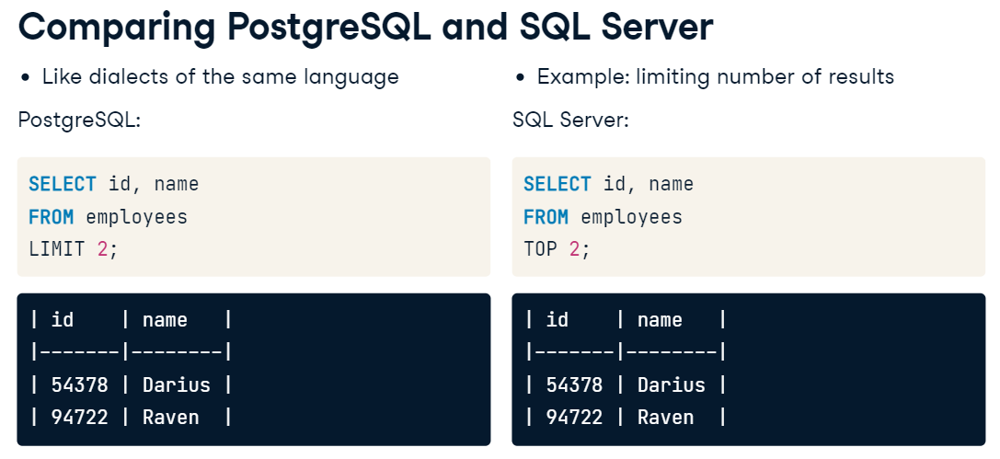 Comparing PostgreSQL and SQL Server
• Like dialects of the same language
PostgreSQL:
SELECT id, name
FROM employees
LIMIT 2;
| id    | name   |
|-------|--------|
| 54378 | Darius |
| 94722 | Raven  |
• Example: limiting number of results
SQL Server:
SELECT id, name
FROM employees
TOP 2;
| id    | name   |
|-------|--------|
| 54378 | Darius |
| 94722 | Raven  |